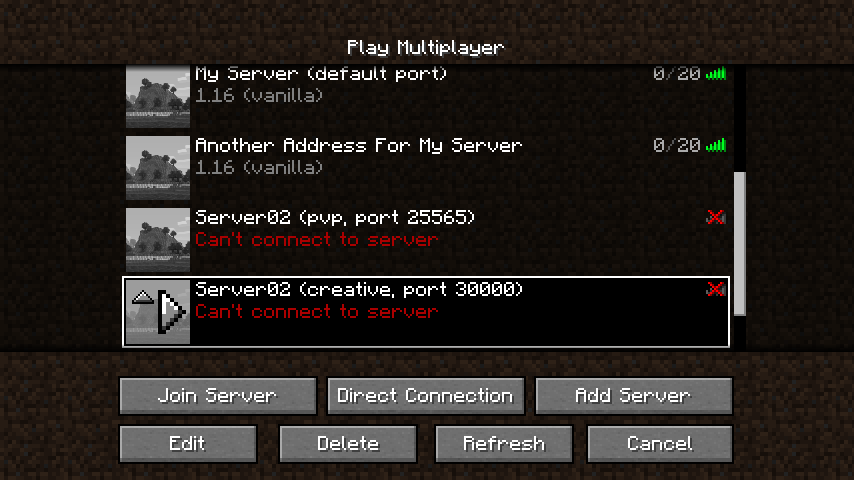 Play Multiplayer
My Server (default port) 0/20
1.16 (vanilla)
Another Address For My Server 0/20
1.16 (vanilla)
Server02 (pvp, port 25565)
Can't connect to server
Server02 (creative, port 30000)
Can't connect to server
Join Server Direct Connection Add Server
Edit Delete Refresh Cancel